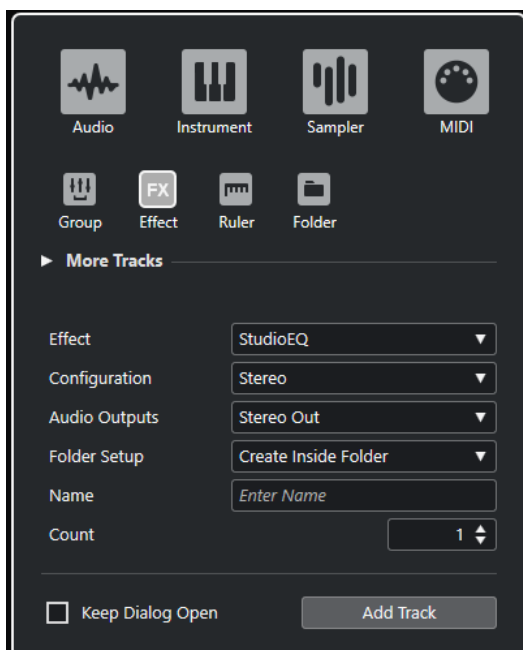 Audio Instrument Sampler MIDI
FX
Group Effect Ruler Folder
More Tracks
Effect StudioEQ
Configuration Stereo
Audio Outputs Stereo Out
Folder Setup Create Inside Folder
Name Enter Name
Count 1
Keep Dialog Open Add Track